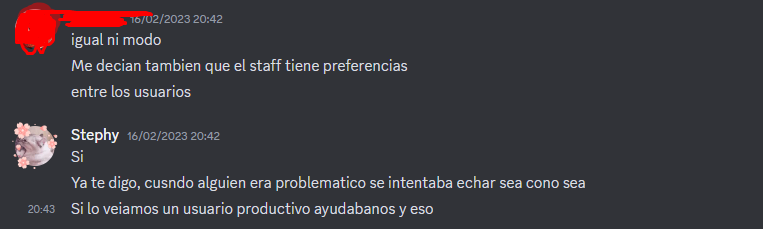 16/02/2023 20:42
igual ni modo
Me decian tambien que el staff tiene preferencias
entre los usuarios
Stephy 16/02/2023 20:42
Si
Ya te digo, cusndo alguien era problematico se intentaba echar sea cono sea
20:43 Si lo veiamos un usuario productivo ayudabanos y eso